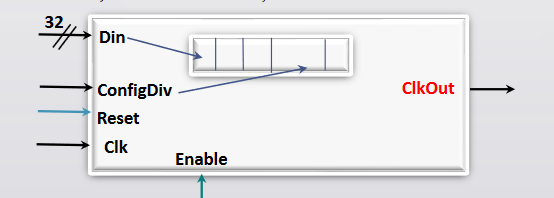 32
Din
ConfigDiv
ClkOut
Reset
Clk
Enable